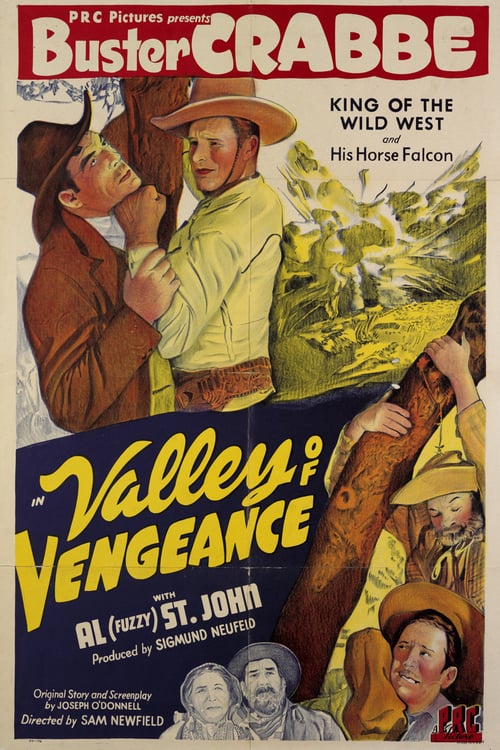 PRC Pictures presents
Buster CRABBE
KING OF THE
WILD WEST
and
His Horse Falcon
IN
Valley OF
VENGEANCE
WITH
AL (FUZZY) ST. JOHN
Produced by SIGMUND NEUFELD
Original Story and Screenplay
by JOSEPH O'DONNELL
Directed by SAM NEWFIELD
PRC